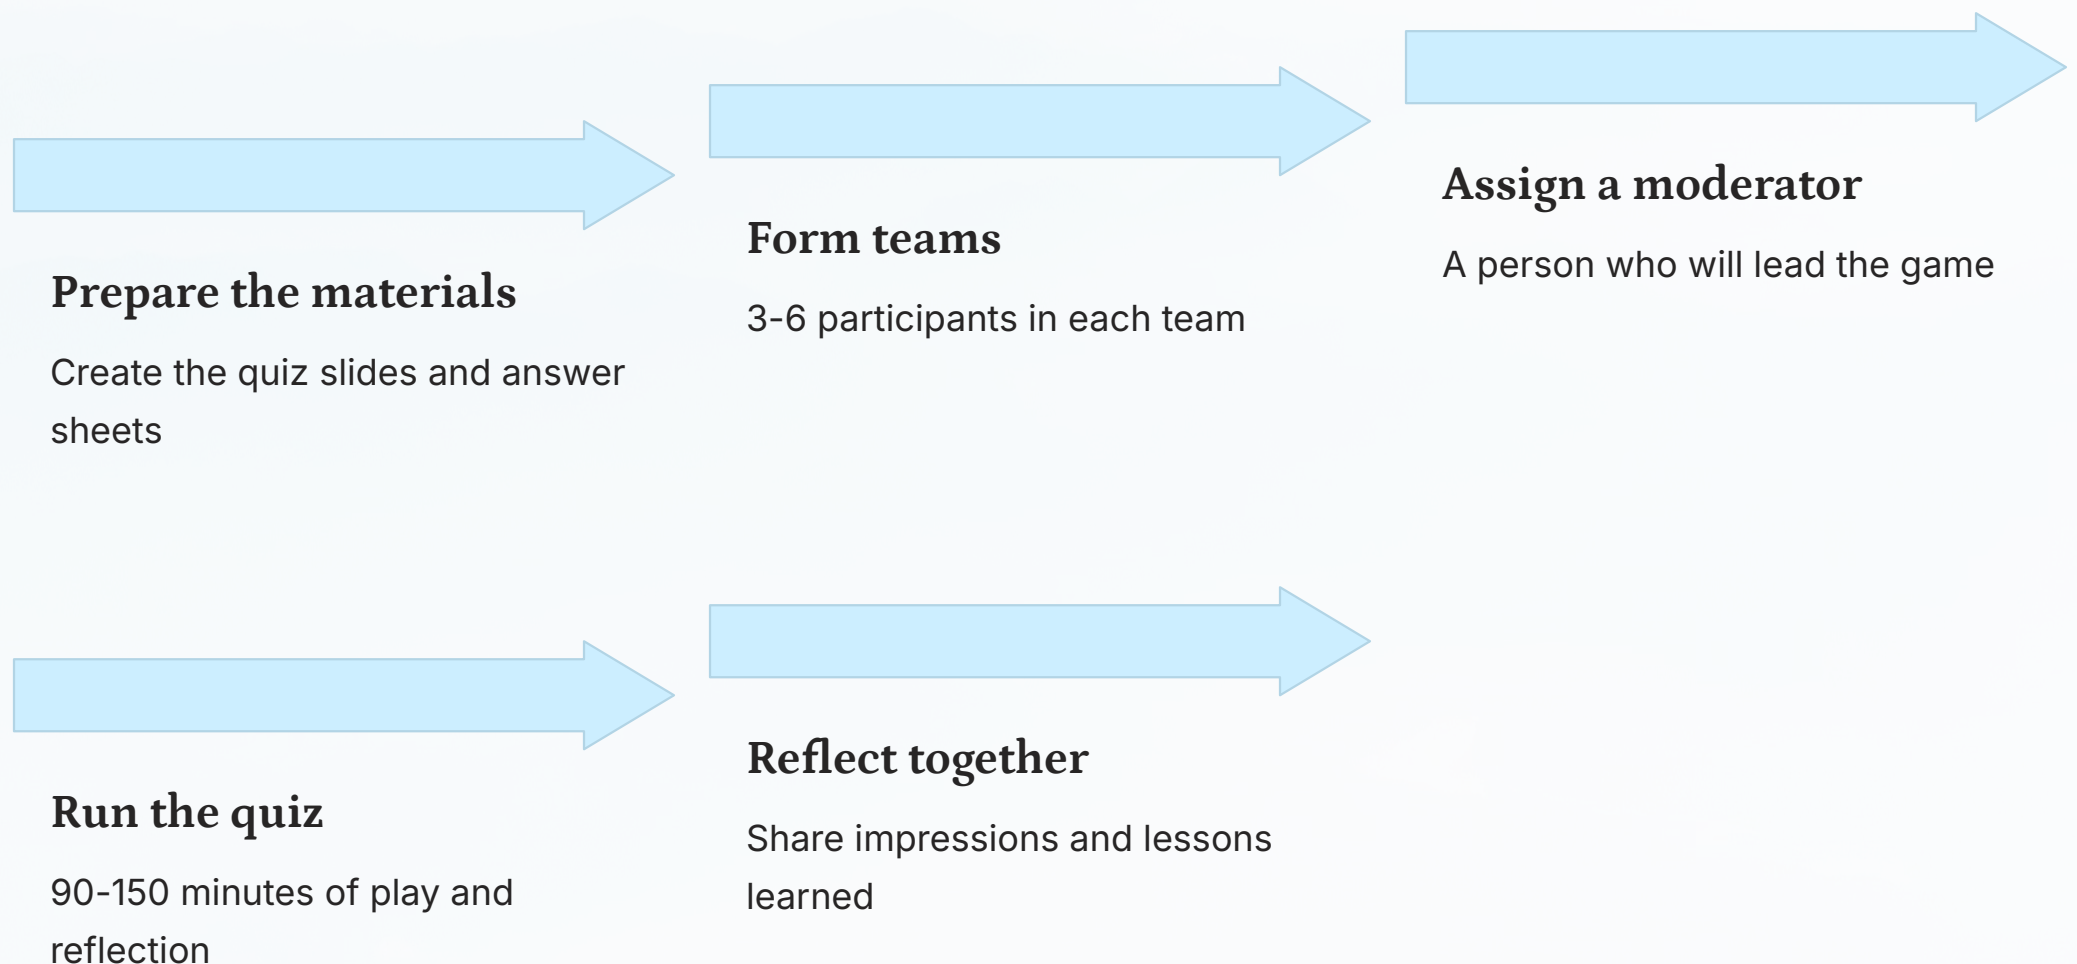 Prepare the materials
Create the quiz slides and answer
sheets
Form teams
3-6 participants in each team
Assign a moderator
A person who will lead the game
Run the quiz
90-150 minutes of play and
reflection
Reflect together
Share impressions and lessons
learned